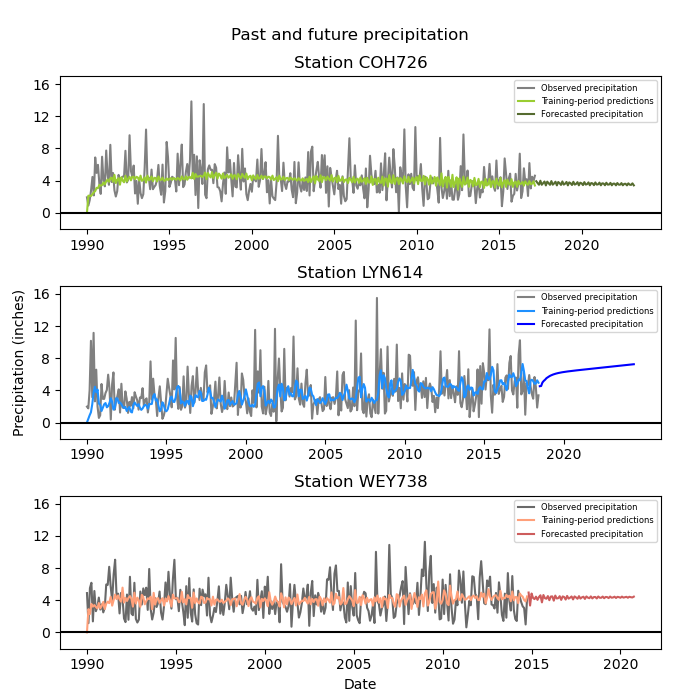 Past and future precipitation
Station COH726
16
12
8
4
0
Observed precipitation
Training-period predictions
Forecasted precipitation
1990 1995 2000 2005 2010 2015 2020
Station LYN614
Precipitation (inches)
16
12
8
4
0
Observed precipitation
Training-period predictions
Forecasted precipitation
1990 1995 2000 2005 2010 2015 2020
Station WEY738
16
12
8
4
0
Observed precipitation
Training-period predictions
Forecasted precipitation
1990 1995 2000 2005 2010 2015 2020
Date